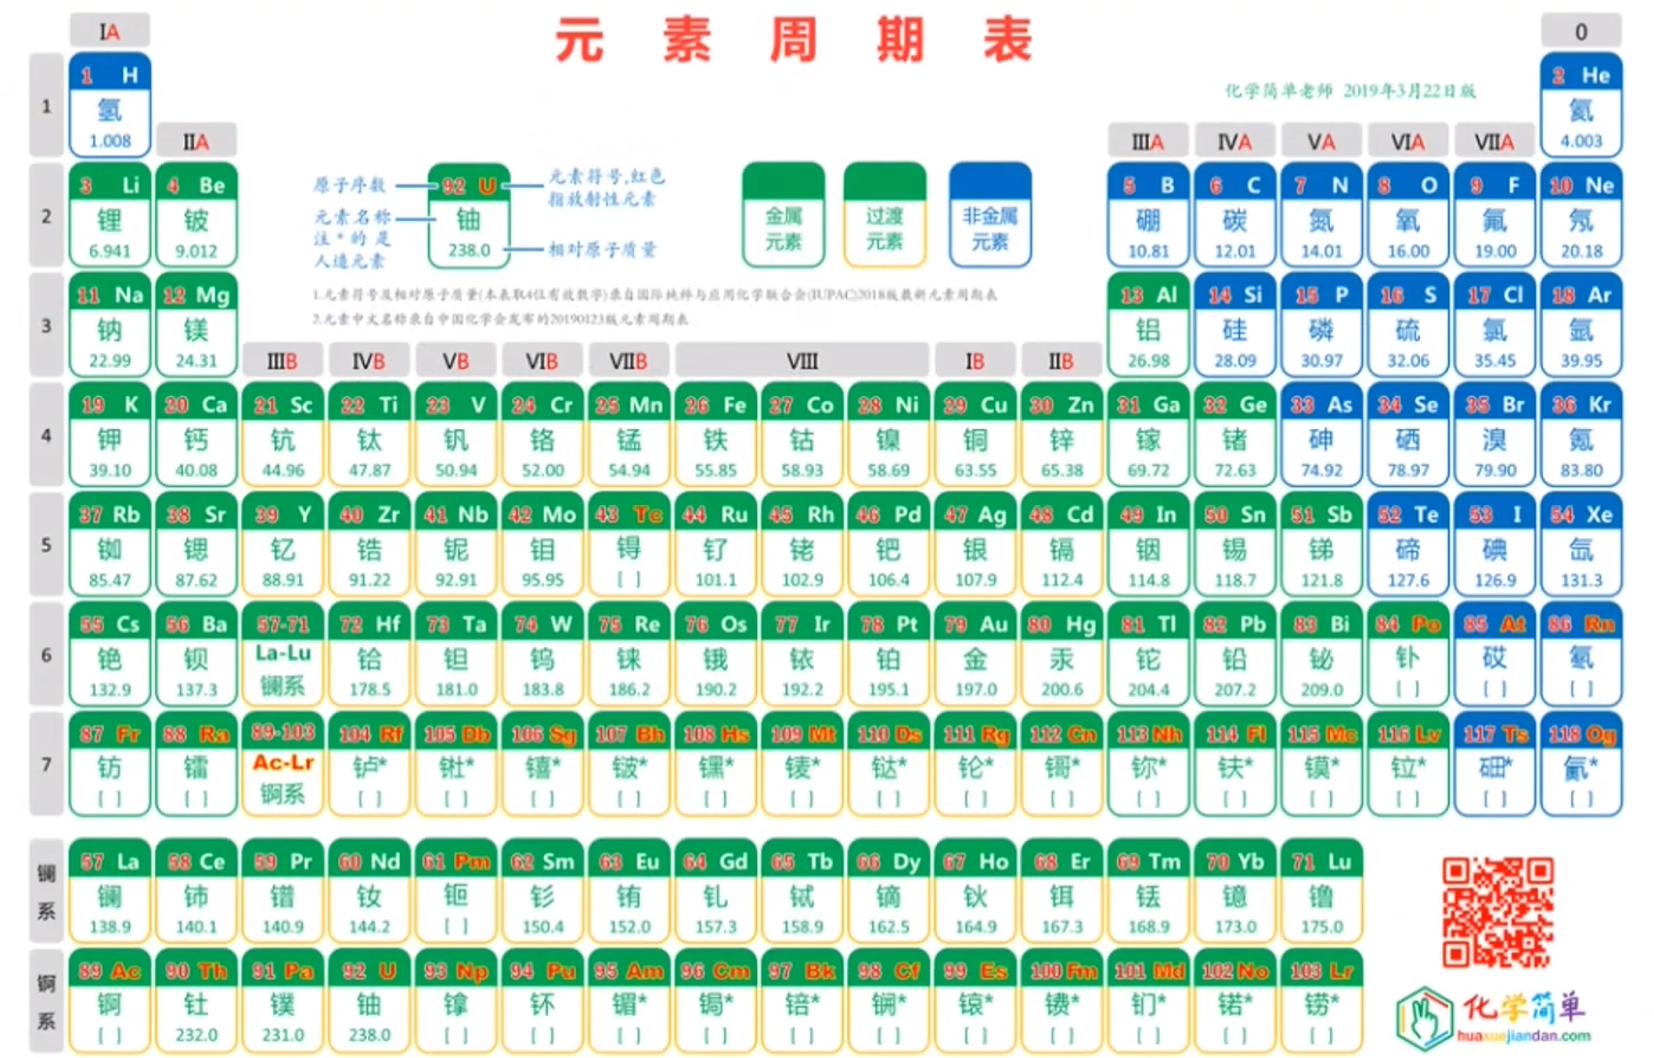 元素周期表
IA
0
1 H 氢 1.008
2 He 氦 4.003
化学简单老师 2019年3月22日版
IIA
IIIA IVA VA VIA VIIA
原子序数
元素名称
注*的是
人造元素
92 U 铀 238.0
元素符号,红色
指放射性元素
相对原子质量
金属
元素
过渡
元素
非金属
元素
1.元素符号及相对原子质量(本表取4位有效数字)录自国际纯粹与应用化学联合会(IUPAC)2018版最新元素周期表
2.元素中文名称录自中国化学会发布的20190123版元素周期表
1
2
3 Li 锂 6.941
4 Be 铍 9.012
5 B 硼 10.81
6 C 碳 12.01
7 N 氮 14.01
8 O 氧 16.00
9 F 氟 19.00
10 Ne 氖 20.18
3
11 Na 钠 22.99
12 Mg 镁 24.31
13 Al 铝 26.98
14 Si 硅 28.09
15 P 磷 30.97
16 S 硫 32.06
17 Cl 氯 35.45
18 Ar 氩 39.95
IIIB IVB VB VIB VIIB VIII IB IIB
4
19 K 钾 39.10
20 Ca 钙 40.08
21 Sc 钪 44.96
22 Ti 钛 47.87
23 V 钒 50.94
24 Cr 铬 52.00
25 Mn 锰 54.94
26 Fe 铁 55.85
27 Co 钴 58.93
28 Ni 镍 58.69
29 Cu 铜 63.55
30 Zn 锌 65.38
31 Ga 镓 69.72
32 Ge 锗 72.63
33 As 砷 74.92
34 Se 硒 78.97
35 Br 溴 79.90
36 Kr 氪 83.80
5
37 Rb 铷 85.47
38 Sr 锶 87.62
39 Y 钇 88.91
40 Zr 锆 91.22
41 Nb 铌 92.91
42 Mo 钼 95.95
43 Tc 锝 [ ]
44 Ru 钌 101.1
45 Rh 铑 102.9
46 Pd 钯 106.4
47 Ag 银 107.9
48 Cd 镉 112.4
49 In 铟 114.8
50 Sn 锡 118.7
51 Sb 锑 121.8
52 Te 碲 127.6
53 I 碘 126.9
54 Xe 氙 131.3
6
55 Cs 铯 132.9
56 Ba 钡 137.3
57-71 La-Lu 镧系
72 Hf 铪 178.5
73 Ta 钽 181.0
74 W 钨 183.8
75 Re 铼 186.2
76 Os 锇 190.2
77 Ir 铱 192.2
78 Pt 铂 195.1
79 Au 金 197.0
80 Hg 汞 200.6
81 Tl 铊 204.4
82 Pb 铅 207.2
83 Bi 铋 209.0
84 Po 钋 [ ]
85 At 砹 [ ]
86 Rn 氡 [ ]
7
87 Fr 钫 [ ]
88 Ra 镭 [ ]
89-103 Ac-Lr 锕系
104 Rf 𬬻* [ ]
105 Db 𬭊* [ ]
106 Sg 𬭳* [ ]
107 Bh 𬭛* [ ]
108 Hs 𬭶* [ ]
109 Mt 鿏* [ ]
110 Ds 𫟼* [ ]
111 Rg 𬬭* [ ]
112 Cn 鿔* [ ]
113 Nh 鿭* [ ]
114 Fl 𫓧* [ ]
115 Mc 镆* [ ]
116 Lv 𫟷* [ ]
117 Ts 鿬* [ ]
118 Og 鿫* [ ]
镧系
57 La 镧 138.9
58 Ce 铈 140.1
59 Pr 镨 140.9
60 Nd 钕 144.2
61 Pm 钷 [ ]
62 Sm 钐 150.4
63 Eu 铕 152.0
64 Gd 钆 157.3
65 Tb 铽 158.9
66 Dy 镝 162.5
67 Ho 钬 164.9
68 Er 铒 167.3
69 Tm 铥 168.9
70 Yb 镱 173.0
71 Lu 镥 175.0
锕系
89 Ac 锕 [ ]
90 Th 钍 232.0
91 Pa 镤 231.0
92 U 铀 238.0
93 Np 镎 [ ]
94 Pu 钚 [ ]
95 Am 镅* [ ]
96 Cm 锔* [ ]
97 Bk 锫* [ ]
98 Cf 锎* [ ]
99 Es 锿* [ ]
100 Fm 镄* [ ]
101 Md 钔* [ ]
102 No 锘* [ ]
103 Lr 铹* [ ]
化学简单
huaxuejiandan.com